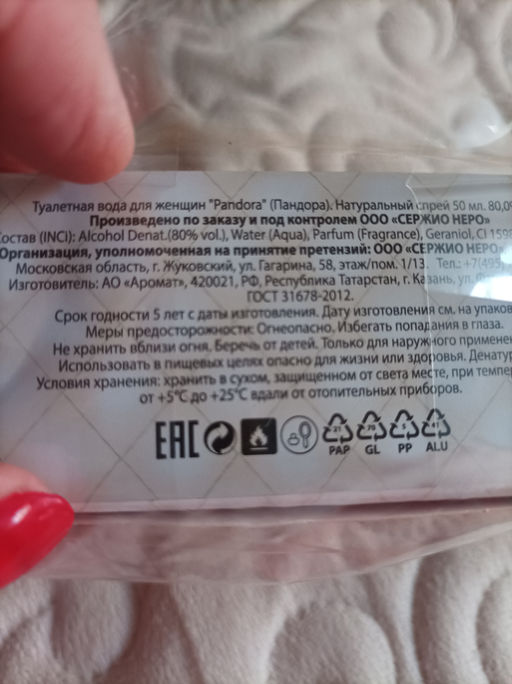 Туалетная вода для женщин "Pandora" (Пандора). Натуральный спрей 50 мл. 80,0%
Произведено по заказу и под контролем ООО «СЕРЖИО НЕРО»
Состав (INCI): Alcohol Denat.(80% vol.), Water (Aqua), Parfum (Fragrance), Geraniol, CI
Организация, уполномоченная на принятие претензий: ООО «СЕРЖИО НЕРО
Московская область, г. Жуковский, ул. Гагарина, 58, этаж/пом. 1/13. Тел.: +7(495)
Изготовитель: АО «Аромат», 420021, РФ, Республика Татарстан, г. Казань, ул.
ГОСТ 31678-2012.
Срок годности 5 лет с даты изготовления. Дату изготовления см. на упаков
Меры предосторожности: Огнеопасно. Избегать попадания в глаза.
Не хранить вблизи огня. Беречь от детей. Только для наружного примене
Использовать в пищевых целях опасно для жизни или здоровья. Денатур
Условия хранения: хранить в сухом, защищенном от света месте, при темпе
от +5°C до +25°C вдали от отопительных приборов.
EAC
21 70 5 41
PAP GL PP ALU